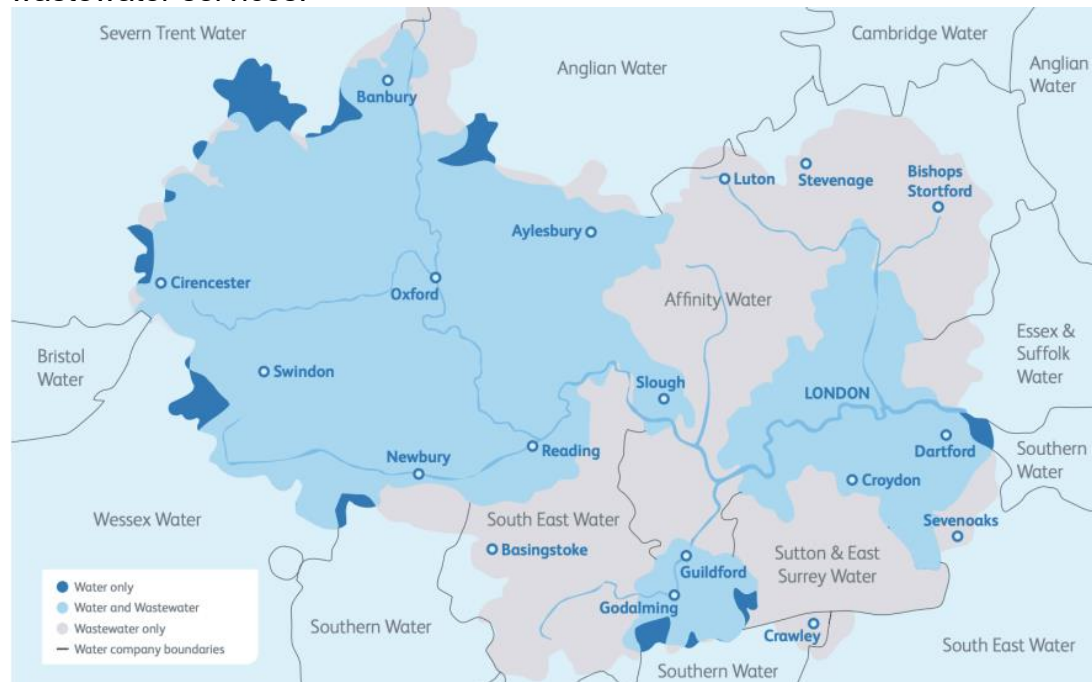 Severn Trent Water
Cambridge Water
Anglian Water
Anglian
Water
Banbury
Luton
Stevenage
Bishops
Stortford
Aylesbury
Cirencester
Oxford
Affinity Water
Essex &
Suffolk
Water
Bristol
Water
Swindon
Slough
LONDON
Newbury
Reading
Dartford
Southern
Water
Croydon
Wessex Water
South East Water
Sevenoaks
Basingstoke
Guildford
Sutton & East
Surrey Water
Godalming
Crawley
Southern Water
Southern Water
South East Water
Water only
Water and Wastewater
Wastewater only
Water company boundaries